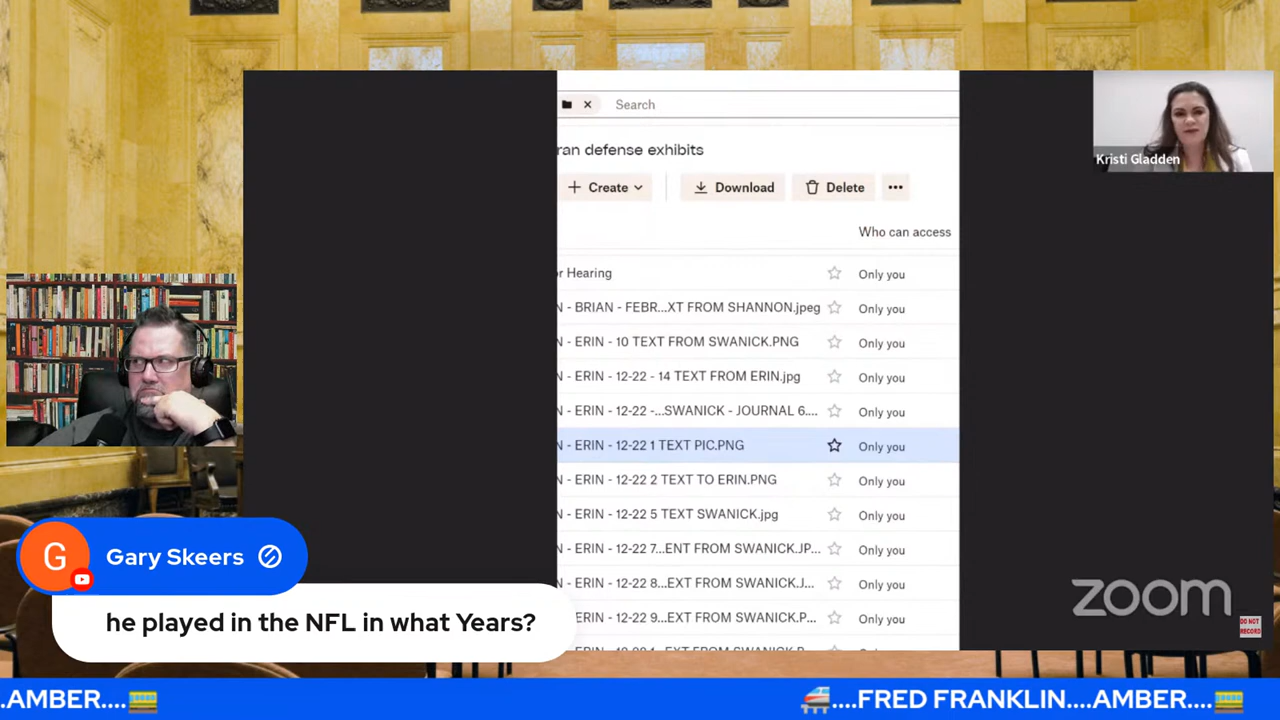 Search
ran defense exhibits
Create
Download
Delete
Who can access
r Hearing
Only you
N - BRIAN - FEBR...XT FROM SHANNON.jpeg
Only you
N - ERIN - 10 TEXT FROM SWANICK.PNG
Only you
N - ERIN - 12-22 - 14 TEXT FROM ERIN.jpg
Only you
N - ERIN - 12-22 -...SWANICK - JOURNAL 6....
Only you
N - ERIN - 12-22 1 TEXT PIC.PNG
Only you
N - ERIN - 12-22 2 TEXT TO ERIN.PNG
Only you
N - ERIN - 12-22 5 TEXT SWANICK.jpg
Only you
N - ERIN - 12-22 7...ENT FROM SWANICK.JP...
Only you
N - ERIN - 12-22 8...EXT FROM SWANICK.J...
Only you
N - ERIN - 12-22 9...EXT FROM SWANICK.P...
Only you
Kristi Gladden
zoom
DO NOT
RECORD
G
Gary Skeers
he played in the NFL in what Years?
.AMBER....
....FRED FRANKLIN....AMBER....